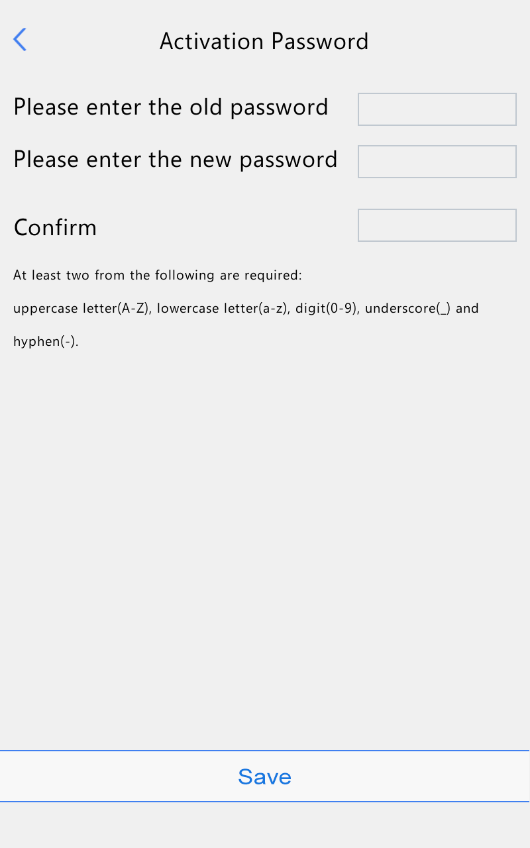 Activation Password
Please enter the old password
Please enter the new password
Confirm
At least two from the following are required:
uppercase letter(A-Z), lowercase letter(a-z), digit(0-9), underscore(_) and
hyphen(-).
Save